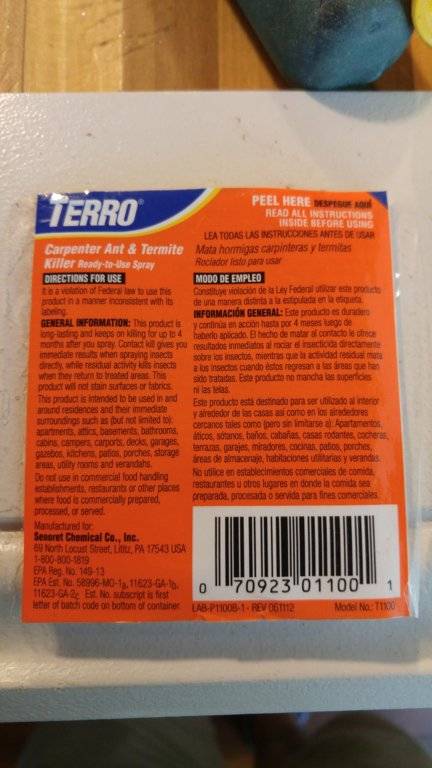 TERRO®
PEEL HERE DESPEGUE AQUÍ
READ ALL INSTRUCTIONS
INSIDE BEFORE USING
LEA TODAS LAS INSTRUCCIONES ANTES DE USAR
Carpenter Ant & Termite
Killer Ready-to-Use Spray
DIRECTIONS FOR USE
It is a violation of Federal law to use this
product in a manner inconsistent with its
labeling.
GENERAL INFORMATION: This product is
long-lasting and keeps on killing for up to 4
months after you spray. Contact kill gives you
immediate results when spraying insects
directly, while residual activity kills insects
when they return to treated areas. This
product will not stain surfaces or fabrics.
This product is intended to be used in and
around residences and their immediate
surroundings such as (but not limited to):
apartments, attics, basements, bathrooms,
cabins, campers, carports, decks, garages,
gazebos, kitchens, patios, porches, storage
areas, utility rooms and verandahs.
Do not use in commercial food handling
establishments, restaurants or other places
where food is commercially prepared,
processed, or served.
Manufactured for:
Senoret Chemical Co., Inc.
69 North Locust Street, Lititz, PA 17543 USA
1-800-800-1819
EPA Reg. No. 149-13
EPA Est. No. 58996-MO-1a, 11623-GA-1b,
11623-GA-2c Est. No. subscript is first
letter of batch code on bottom of container.
Mata hormigas carpinteras y termitas
Rociador listo para usar
MODO DE EMPLEO
Constituye violación de la Ley Federal utilizar este producto
de una manera distinta a la estipulada en la etiqueta.
INFORMACIÓN GENERAL: Este producto es duradero
y continúa en acción hasta por 4 meses luego de
haberlo aplicado. El hecho de matar al contacto le ofrece
resultados inmediatos al rociar el insecticida directamente
sobre los insectos, mientras que la actividad residual mata
a los insectos cuando éstos regresan a las áreas que han
sido tratadas. Este producto no mancha las superficies
ni las telas.
Este producto está destinado para ser utilizado al interior
y alrededor de las casas así como en los alrededores
cercanos tales como (pero sin limitarse a): Apartamentos,
áticos, sótanos, baños, cabañas, casas rodantes, cocheras,
terrazas, garajes, miradores, cocinas, patios, porches,
áreas de almacenaje, habitaciones utilitarias y verandas.
No utilice en establecimientos comerciales de comida,
restaurantes u otros lugares en donde la comida sea
preparada, procesada o servida para fines comerciales.
0 70923 01100 1
LAB-P1100B-1 - REV 061112 Model No.: T1100